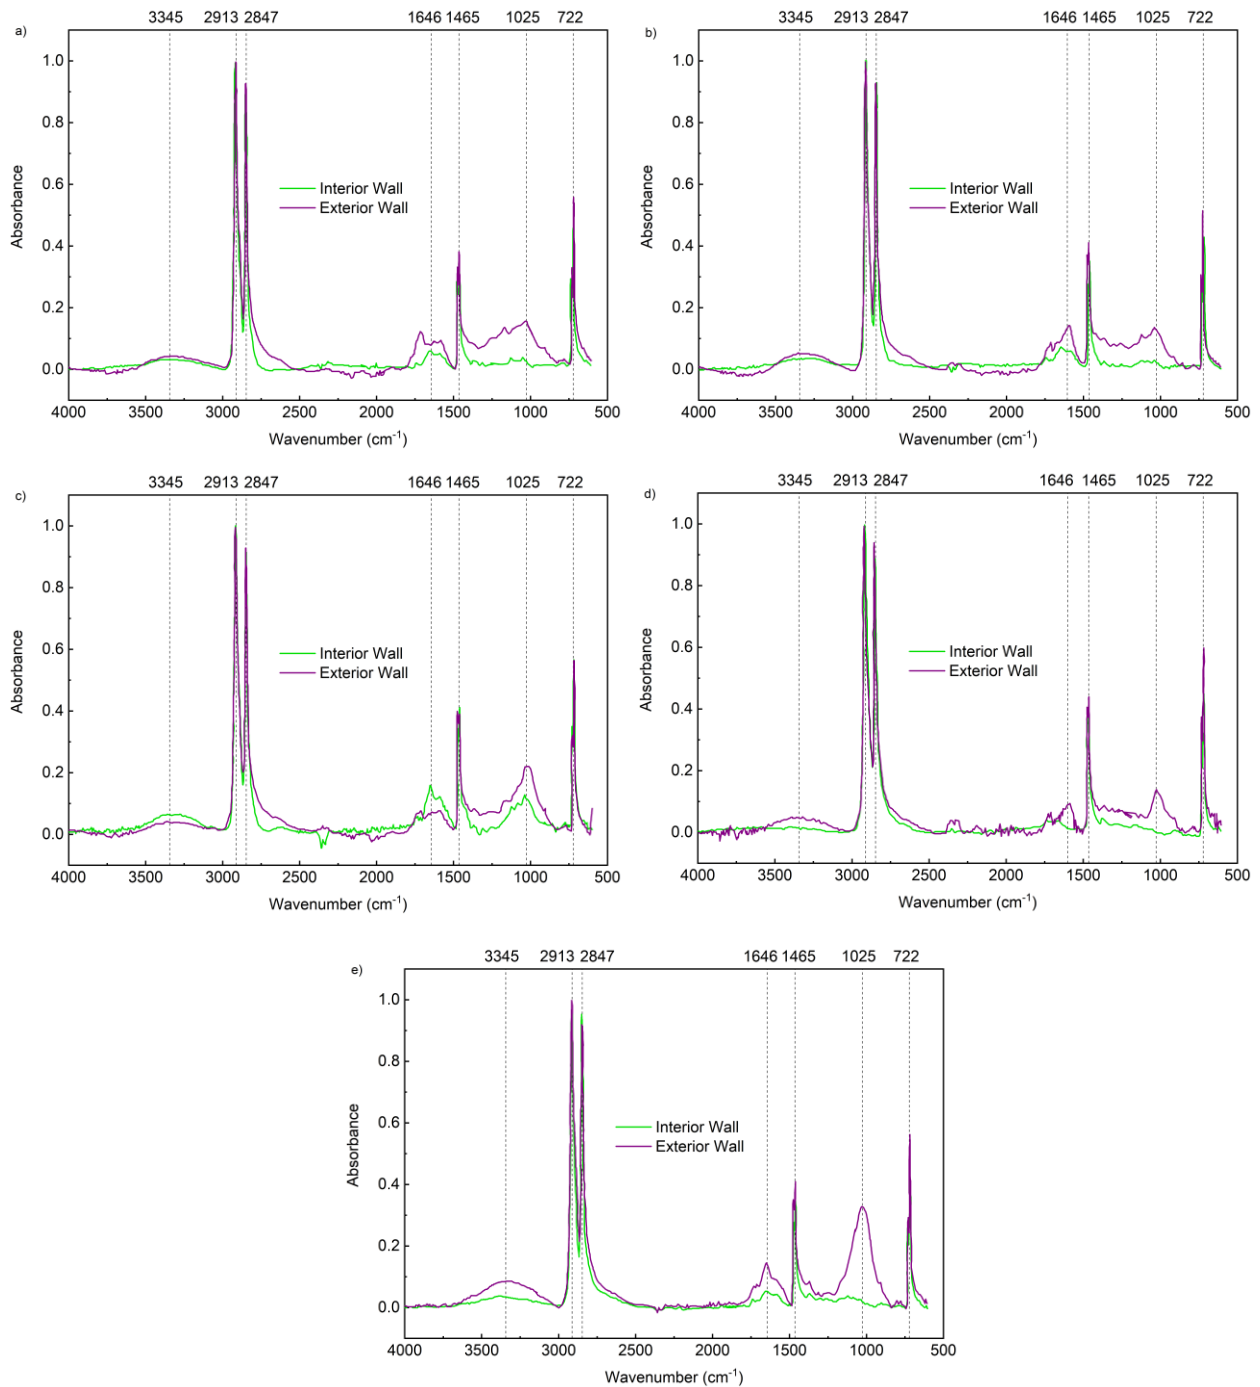 a)
3345 2913 2847 1646 1465 1025 722
1.0
0.8
0.6
0.4
0.2
0.0
Absorbance
Interior Wall
Exterior Wall
4000 3500 3000 2500 2000 1500 1000 500
Wavenumber (cm⁻¹)
b)
3345 2913 2847 1646 1465 1025 722
1.0
0.8
0.6
0.4
0.2
0.0
Absorbance
Interior Wall
Exterior Wall
4000 3500 3000 2500 2000 1500 1000 500
Wavenumber (cm⁻¹)
c)
3345 2913 2847 1646 1465 1025 722
1.0
0.8
0.6
0.4
0.2
0.0
Absorbance
Interior Wall
Exterior Wall
4000 3500 3000 2500 2000 1500 1000 500
Wavenumber (cm⁻¹)
d)
3345 2913 2847 1646 1465 1025 722
1.0
0.8
0.6
0.4
0.2
0.0
Absorbance
Interior Wall
Exterior Wall
4000 3500 3000 2500 2000 1500 1000 500
Wavenumber (cm⁻¹)
e)
3345 2913 2847 1646 1465 1025 722
1.0
0.8
0.6
0.4
0.2
0.0
Absorbance
Interior Wall
Exterior Wall
4000 3500 3000 2500 2000 1500 1000 500
Wavenumber (cm⁻¹)